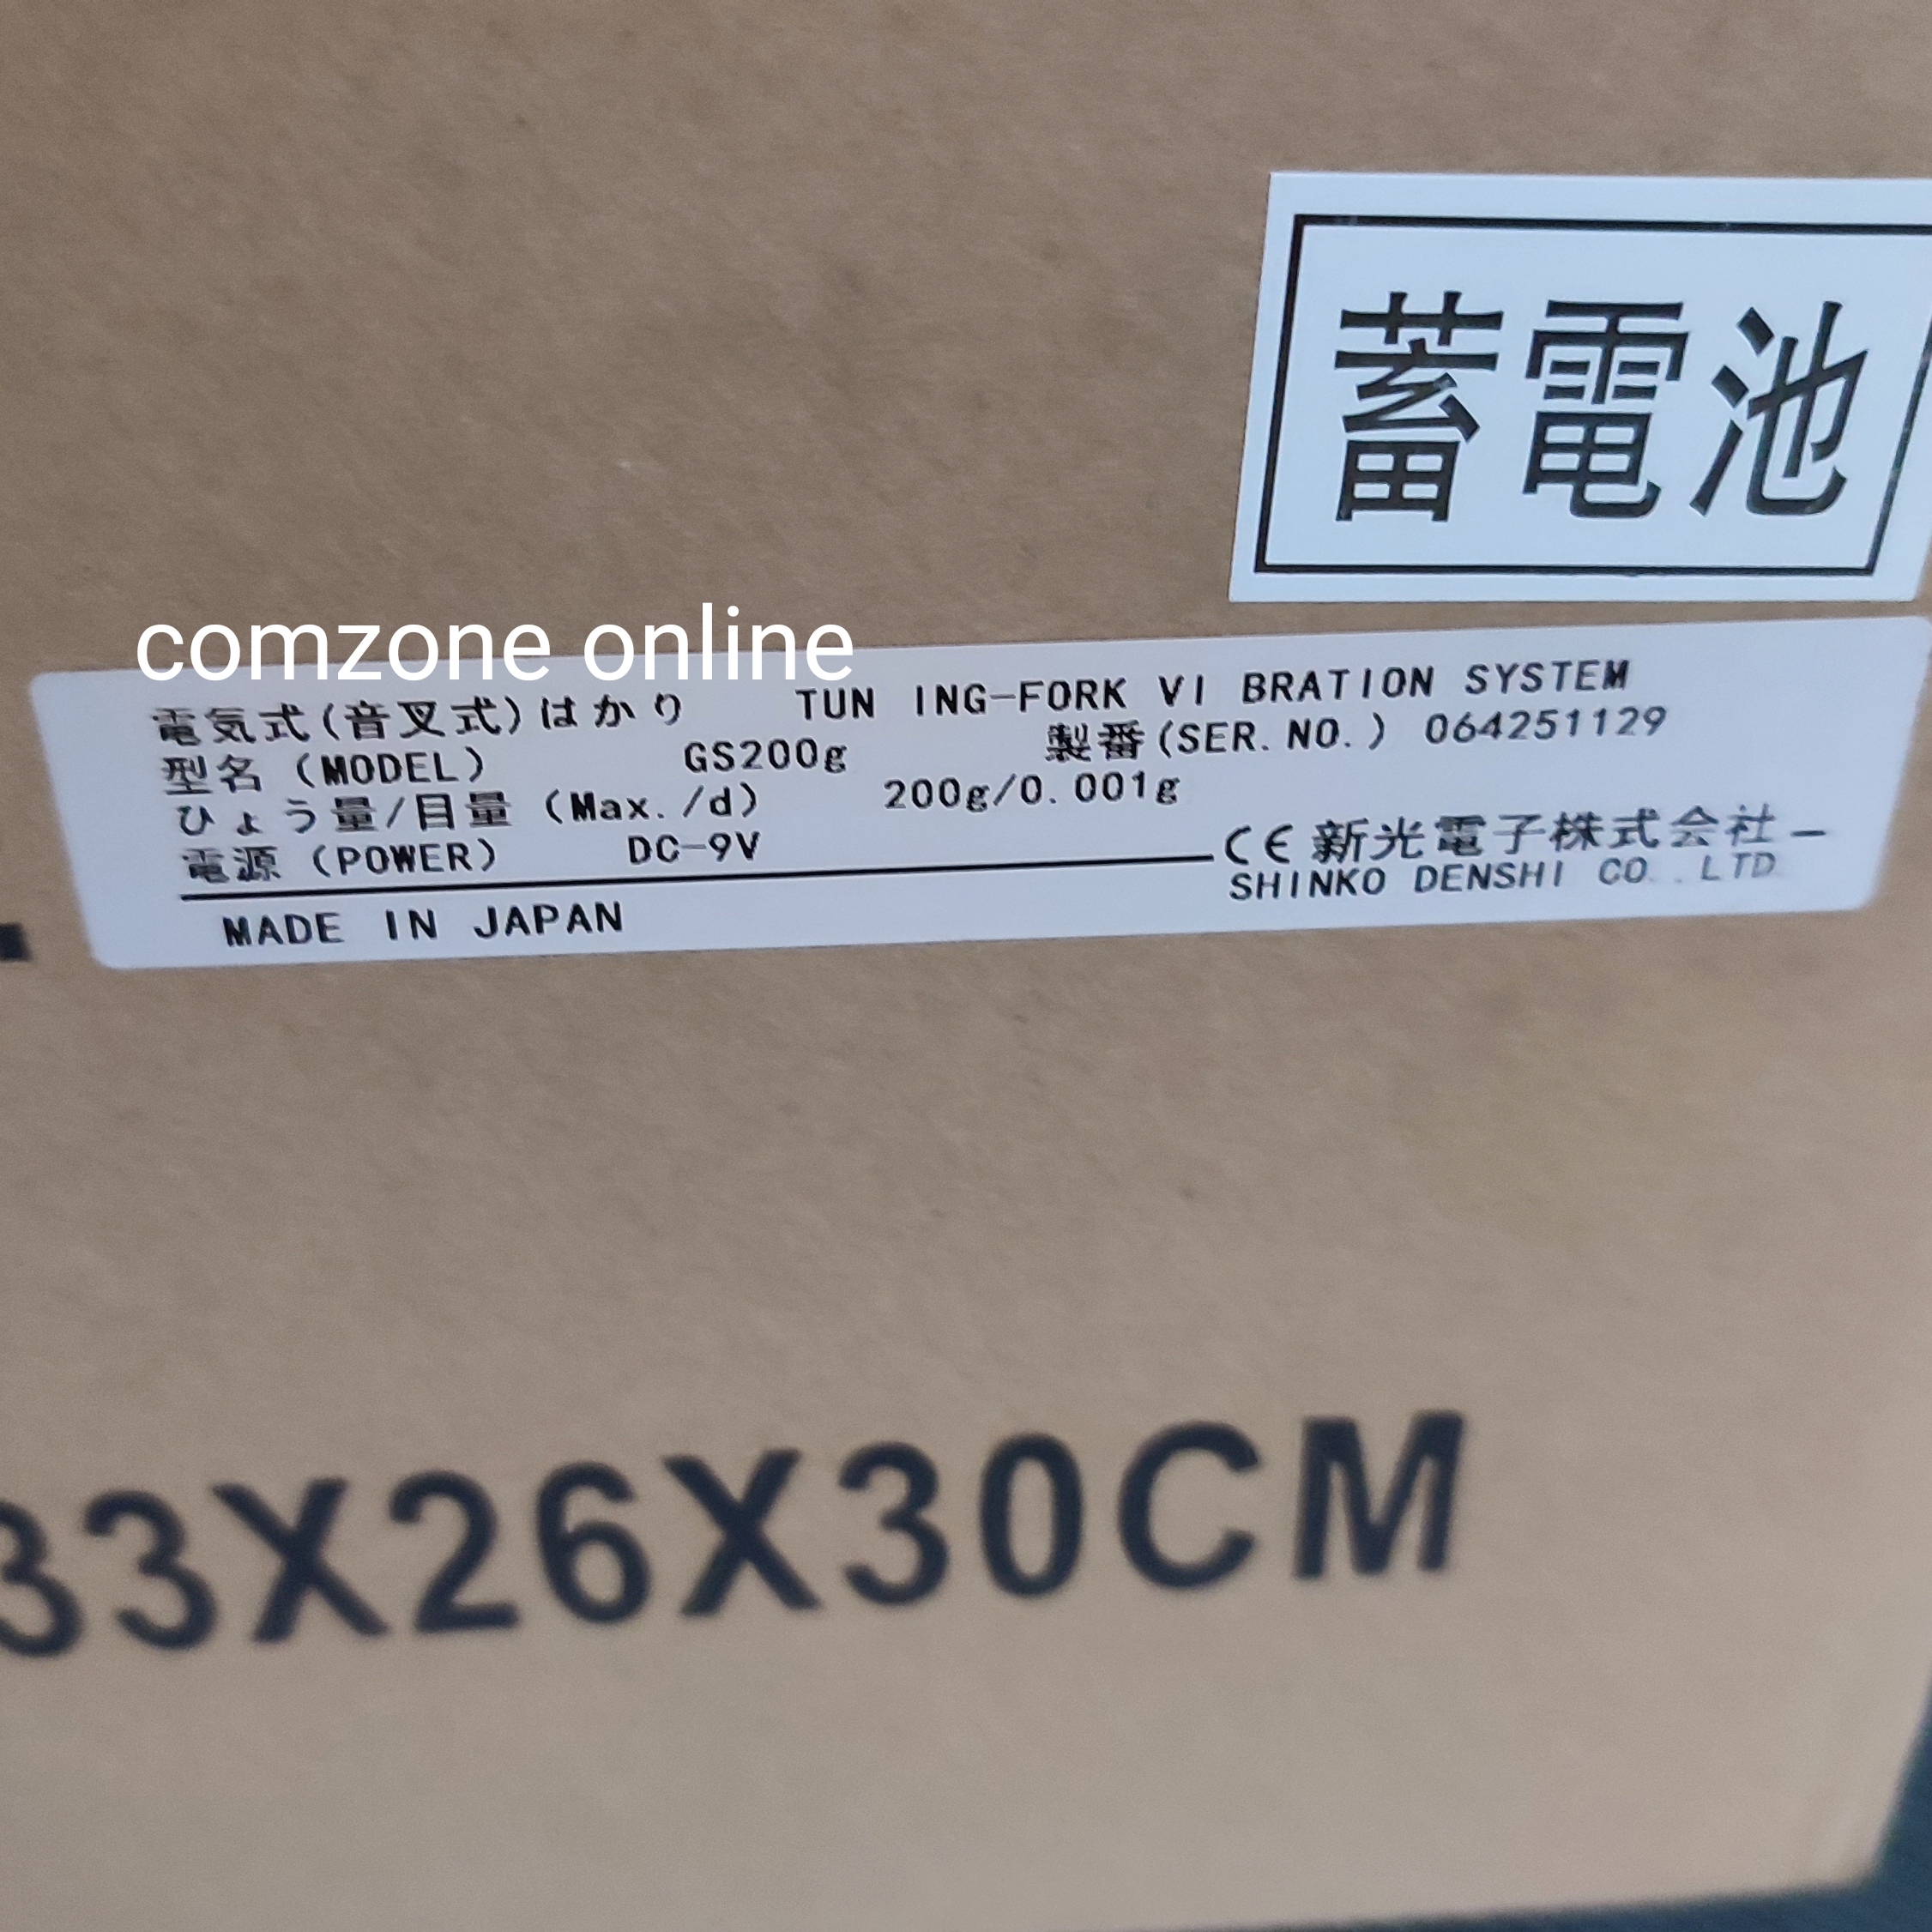 蓄電池
comzone online
電気式(音叉式)はかり TUN ING-FORK VI BRATION SYSTEM
型名 (MODEL) GS200g 製番(SER. NO.) 064251129
ひょう量/目量 (Max. /d) 200g/0. 001g
電源 (POWER) DC-9V
CE 新光電子株式会社
SHINKO DENSHI CO..LTD
MADE IN JAPAN
33X26X30CM